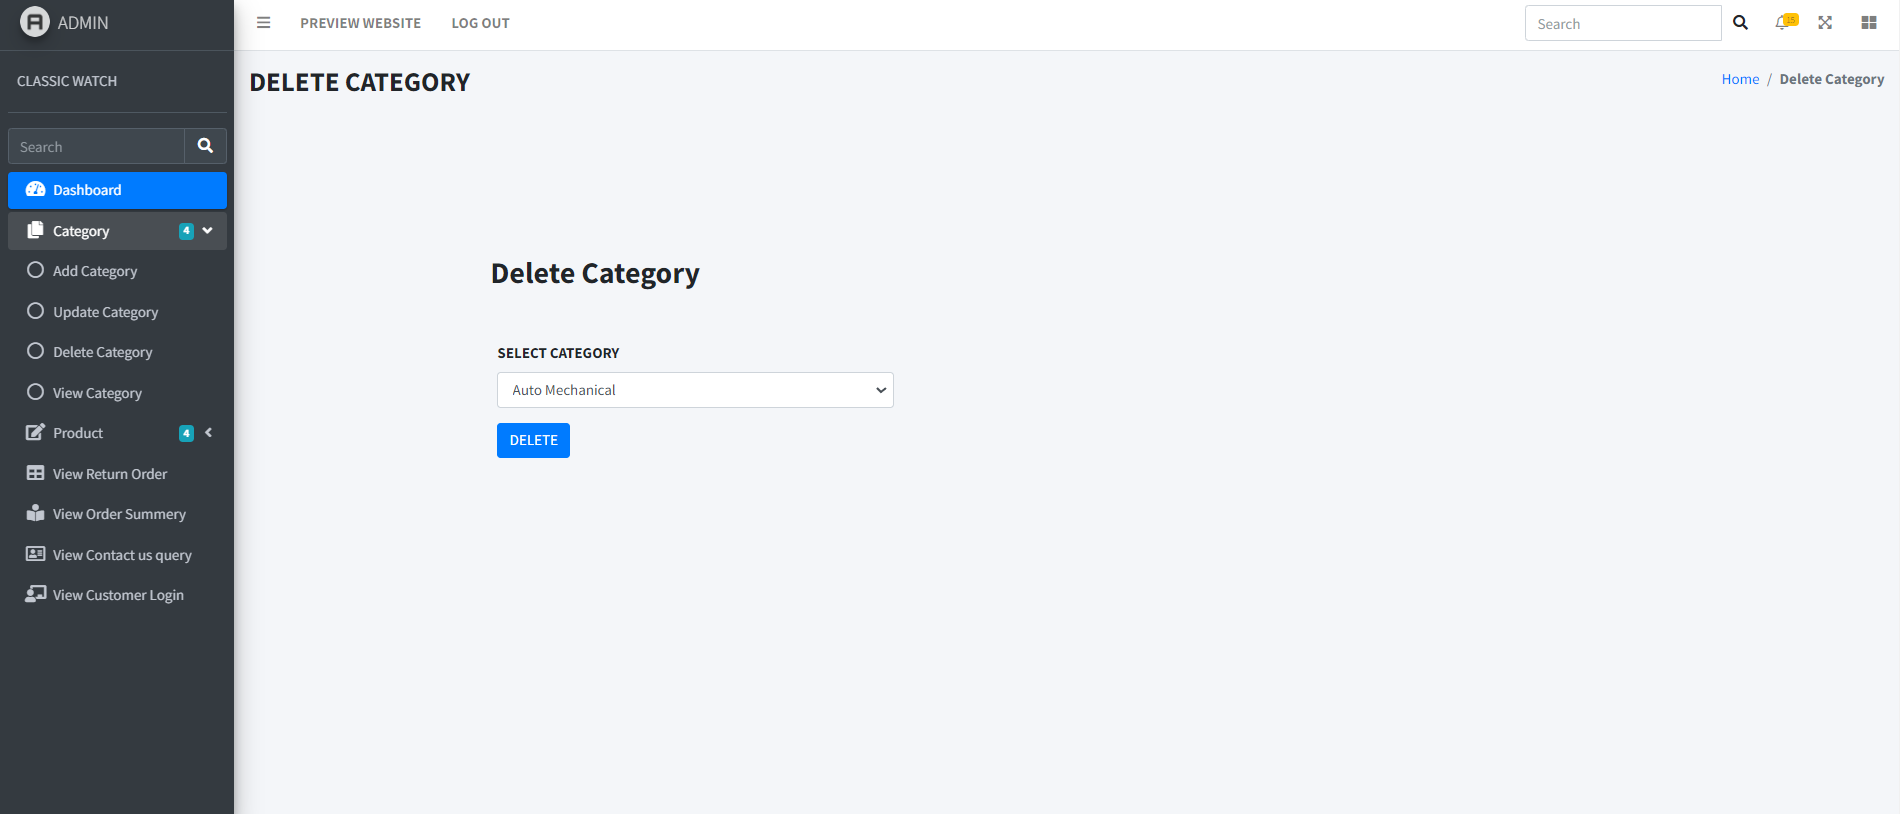 ADMIN
PREVIEW WEBSITE
LOG OUT
Search
15
CLASSIC WATCH
Search
Dashboard
Category 4
Add Category
Update Category
Delete Category
View Category
Product 4
View Return Order
View Order Summery
View Contact us query
View Customer Login
DELETE CATEGORY
Home / Delete Category
Delete Category
SELECT CATEGORY
Auto Mechanical
DELETE